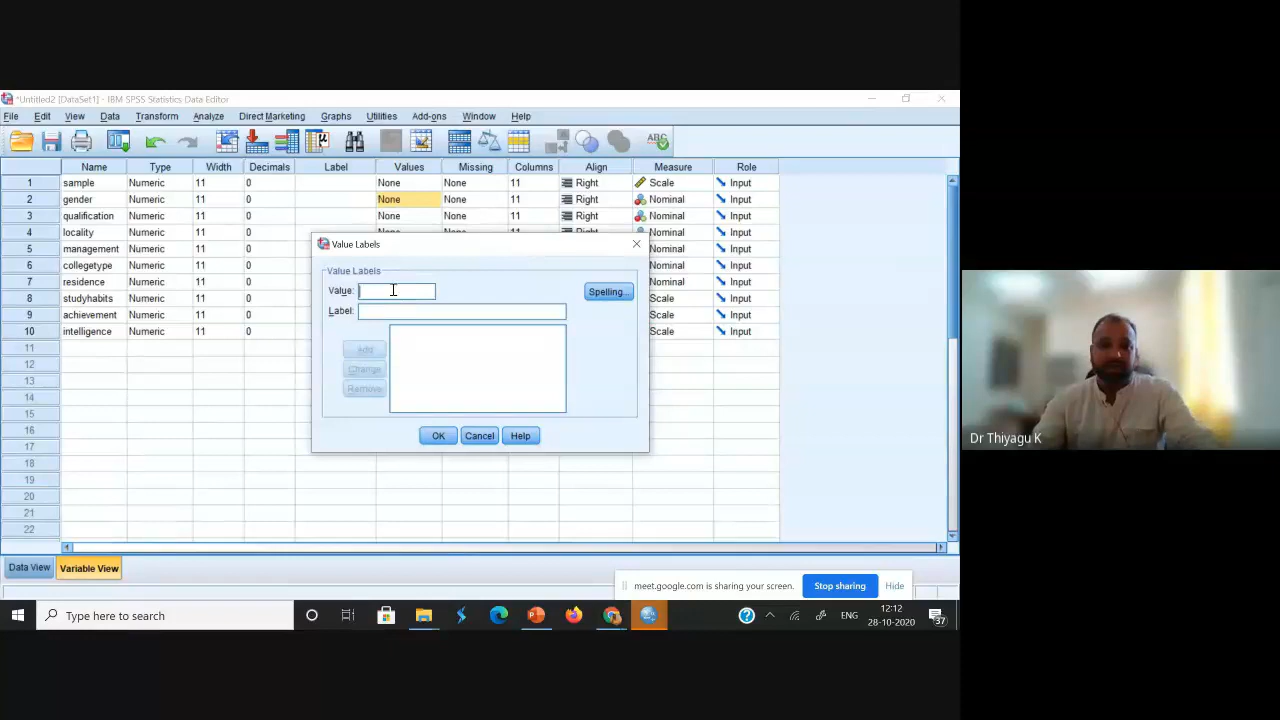 *Untitled2 [DataSet1] - IBM SPSS Statistics Data Editor
File Edit View Data Transform Analyze Direct Marketing Graphs Utilities Add-ons Window Help
Name Type Width Decimals Label Values Missing Columns Align Measure Role
1 sample Numeric 11 0 None None 11 Right Scale Input
2 gender Numeric 11 0 None None 11 Right Nominal Input
3 qualification Numeric 11 0 None None 11 Right Nominal Input
4 locality Numeric 11 0 Nominal Input
5 management Numeric 11 0 Nominal Input
6 collegetype Numeric 11 0 Nominal Input
7 residence Numeric 11 0 Nominal Input
8 studyhabits Numeric 11 0 Scale Input
9 achievement Numeric 11 0 Scale Input
10 intelligence Numeric 11 0 Scale Input
11
12
13
14
15
16
17
18
19
20
21
22
Value Labels
Value Labels
Value:
Spelling...
Label:
Add
Change
Remove
OK Cancel Help
Data View Variable View
meet.google.com is sharing your screen. Stop sharing Hide
Type here to search
ENG
12:12
28-10-2020
37
Dr Thiyagu K